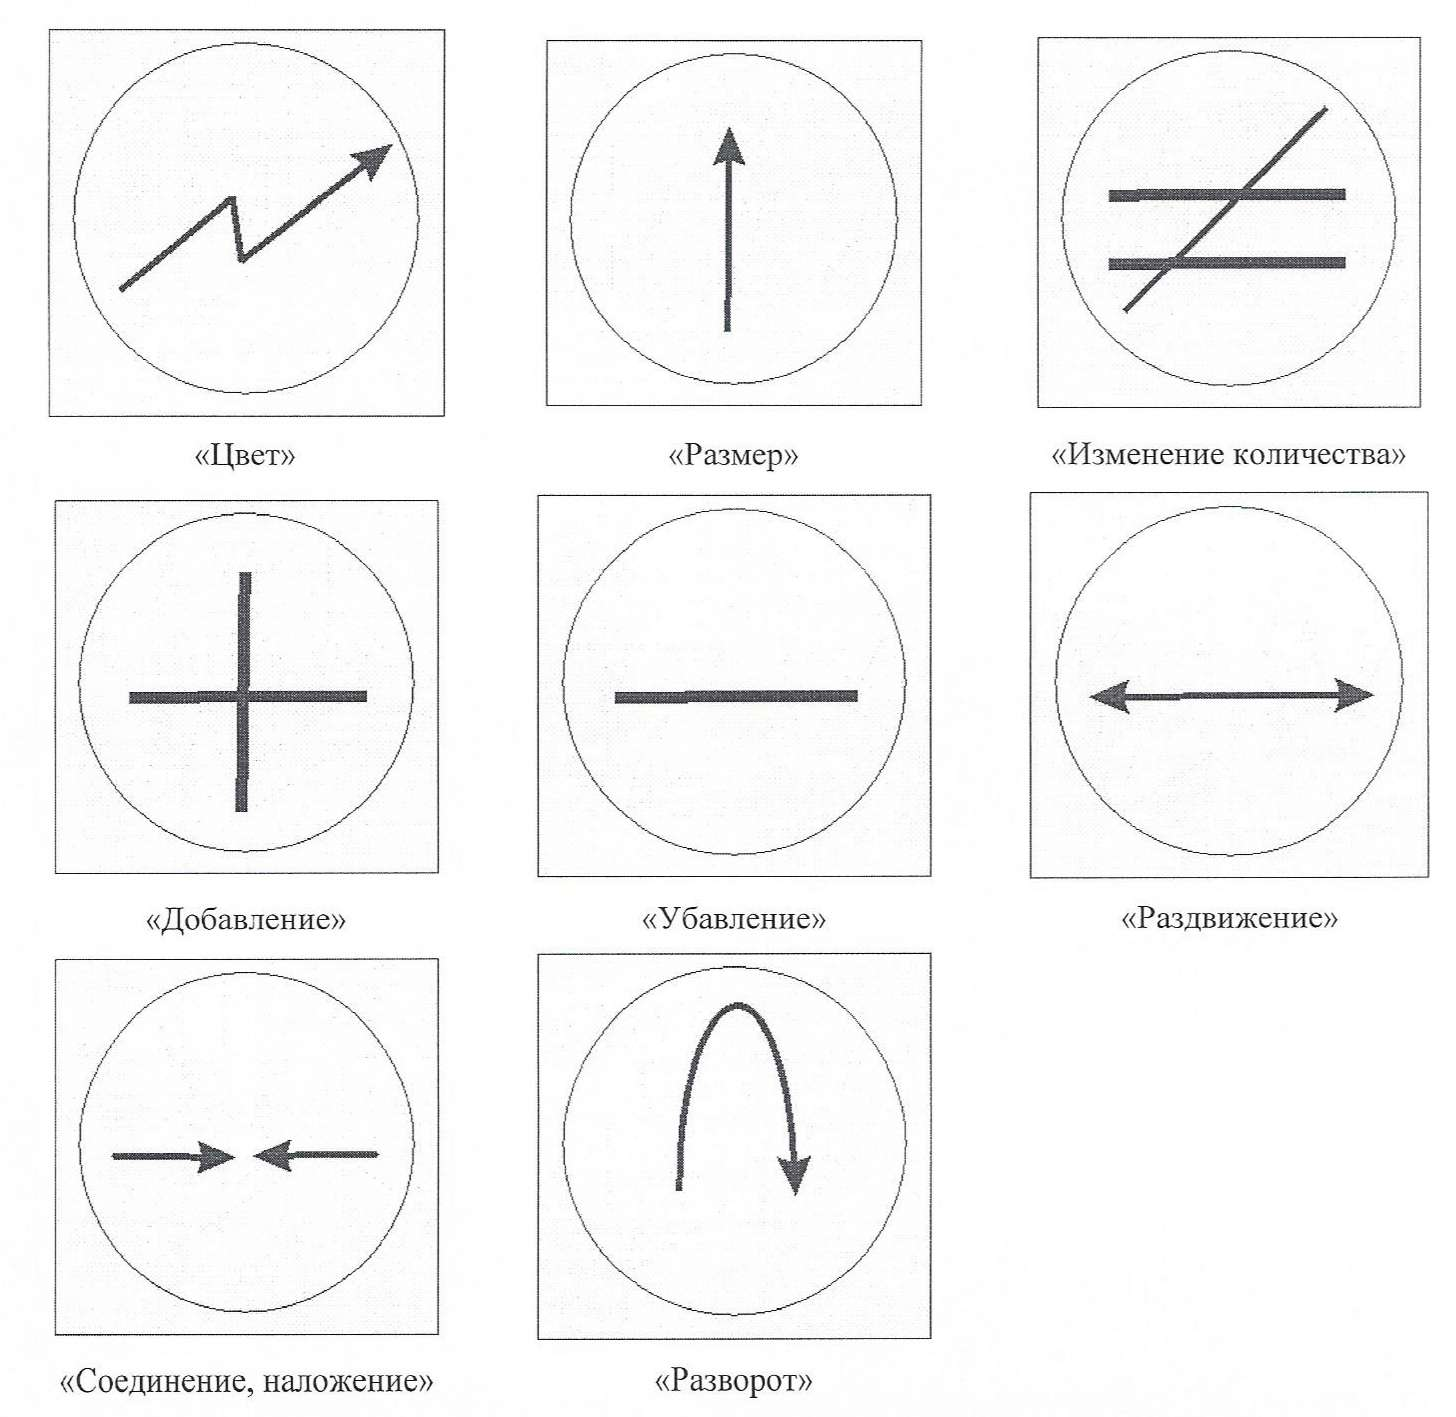 «Цвет»
«Размер»
«Изменение количества»
«Добавление»
«Убавление»
«Раздвижение»
«Соединение, наложение»
«Разворот»